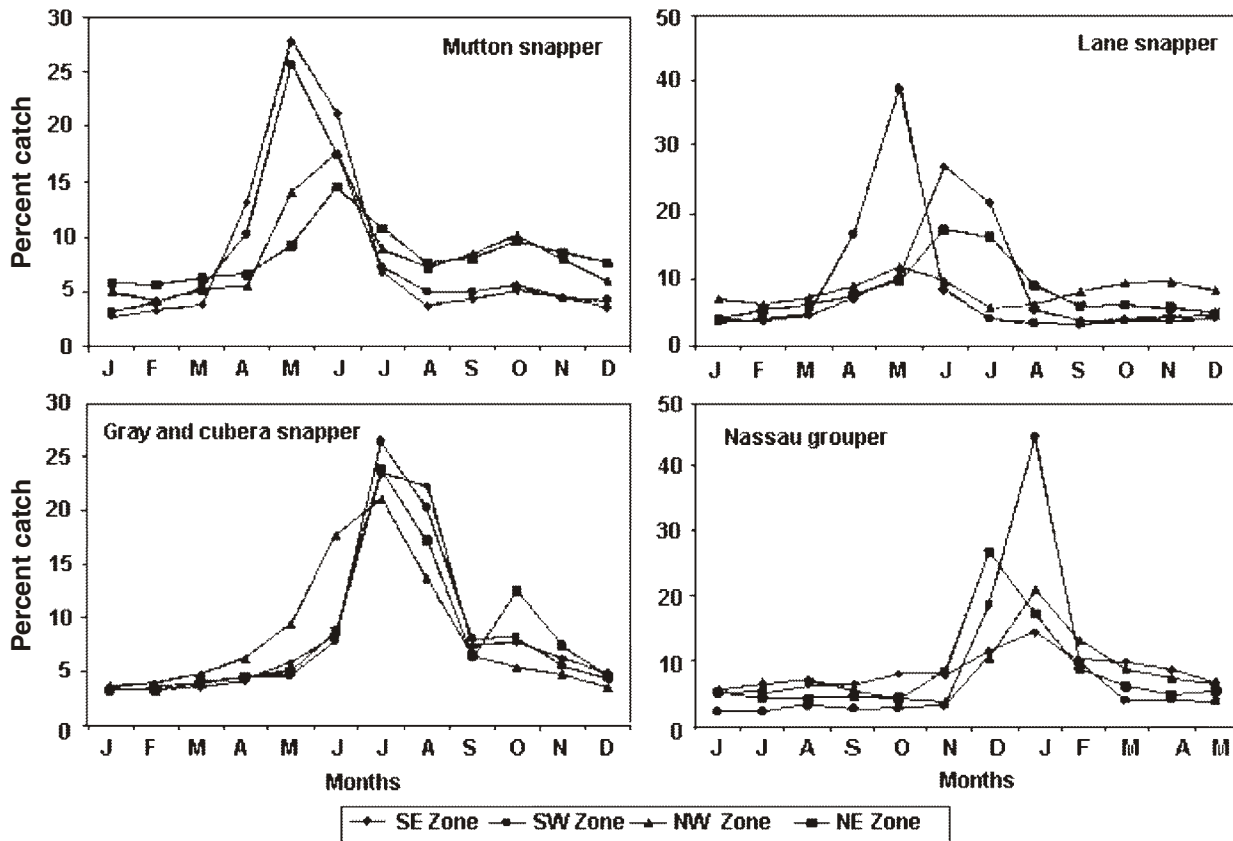 Mutton snapper
Percent catch
30
25
20
15
10
5
0
J F M A M J J A S O N D
Lane snapper
50
40
30
20
10
0
J F M A M J J A S O N D
Gray and cubera snapper
Percent catch
30
25
20
15
10
5
0
J F M A M J J A S O N D
Months
Nassau grouper
50
40
30
20
10
0
J J A S O N D J F M A M
Months
SE Zone SW Zone NW Zone NE Zone